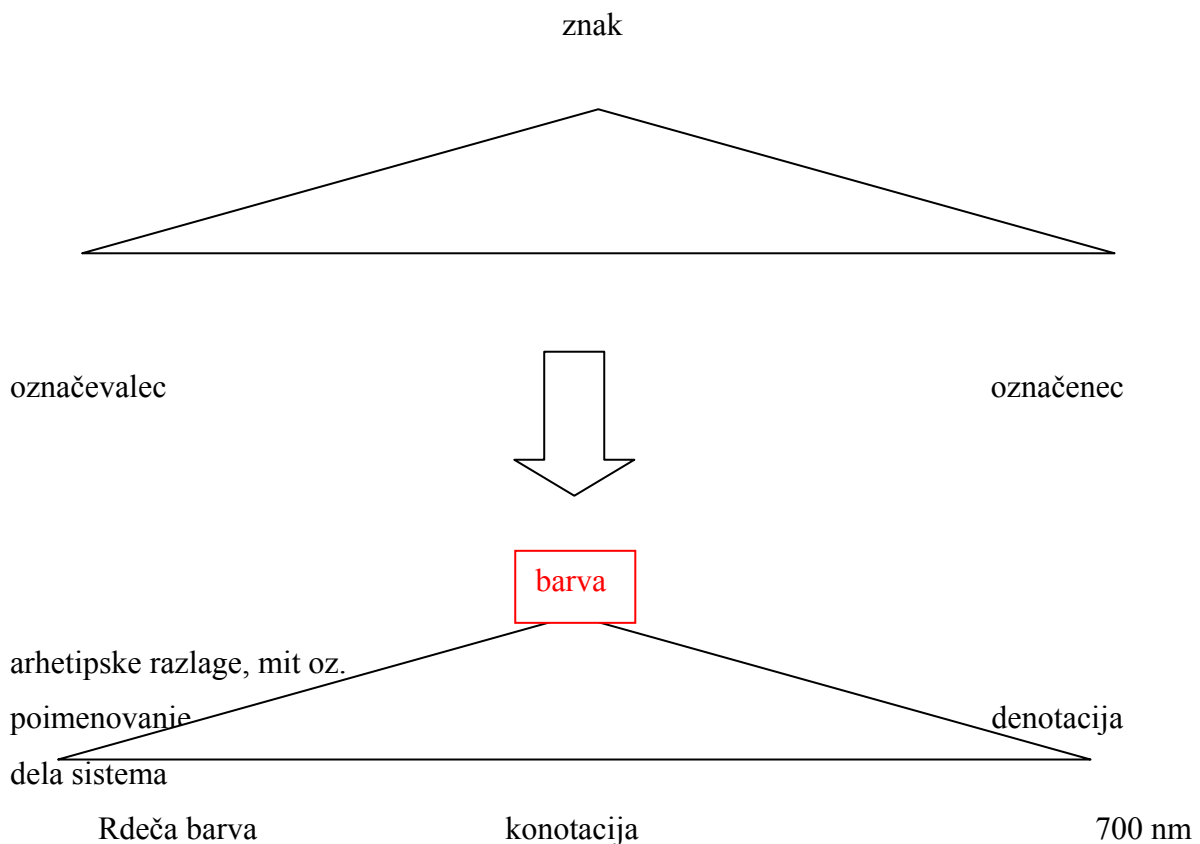 znak
označevalec označenec
barva
arhetipske razlage, mit oz.
poimenovanje denotacija
dela sistema
Rdeča barva konotacija 700 nm